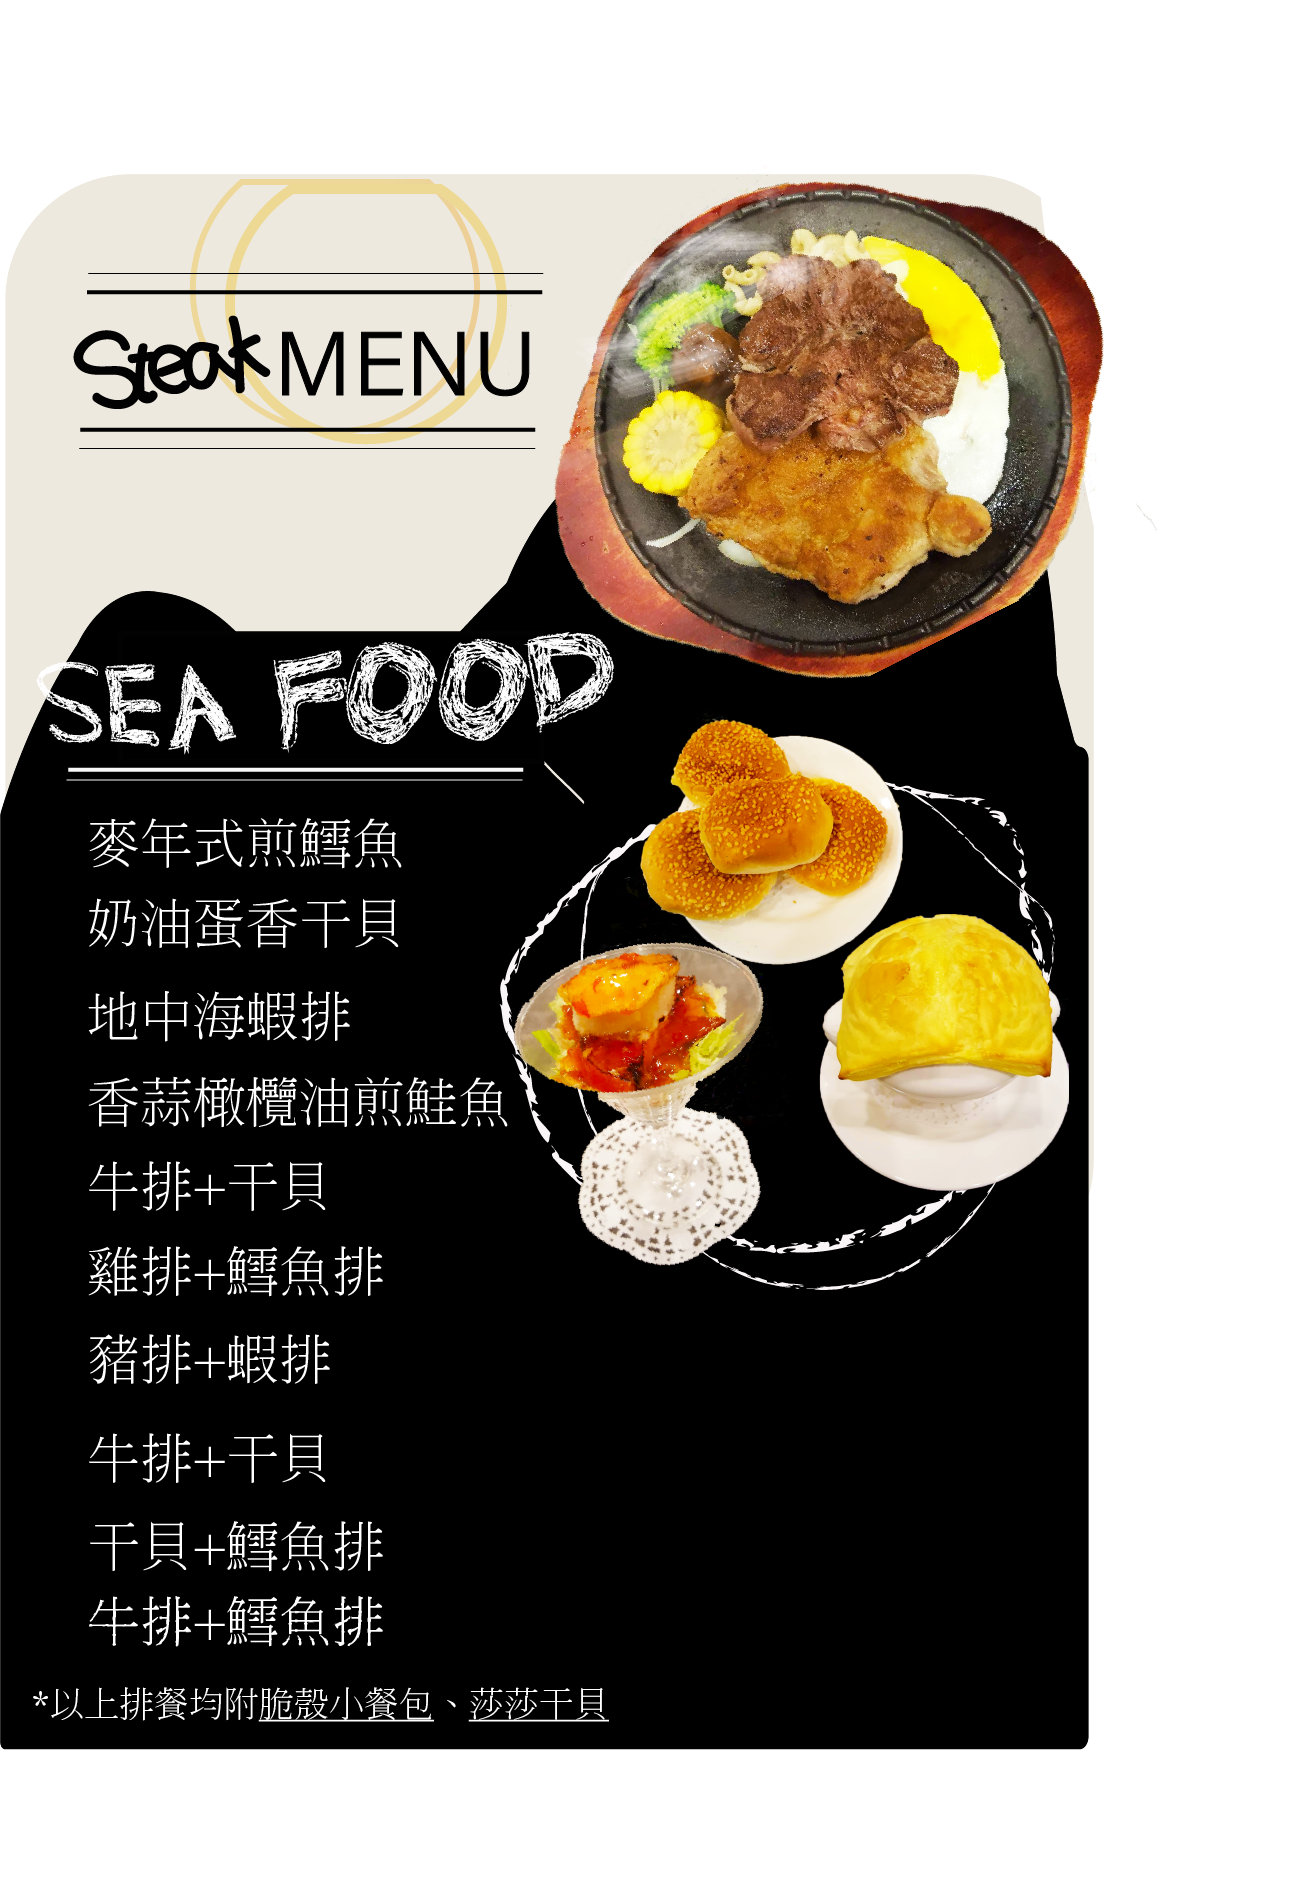 Steak MENU
SEA FOOD
麥年式煎鱈魚
奶油蛋香干貝
地中海蝦排
香蒜橄欖油煎鮭魚
牛排+干貝
雞排+鱈魚排
豬排+蝦排
牛排+干貝
干貝+鱈魚排
牛排+鱈魚排
*以上排餐均附脆殼小餐包、莎莎干貝